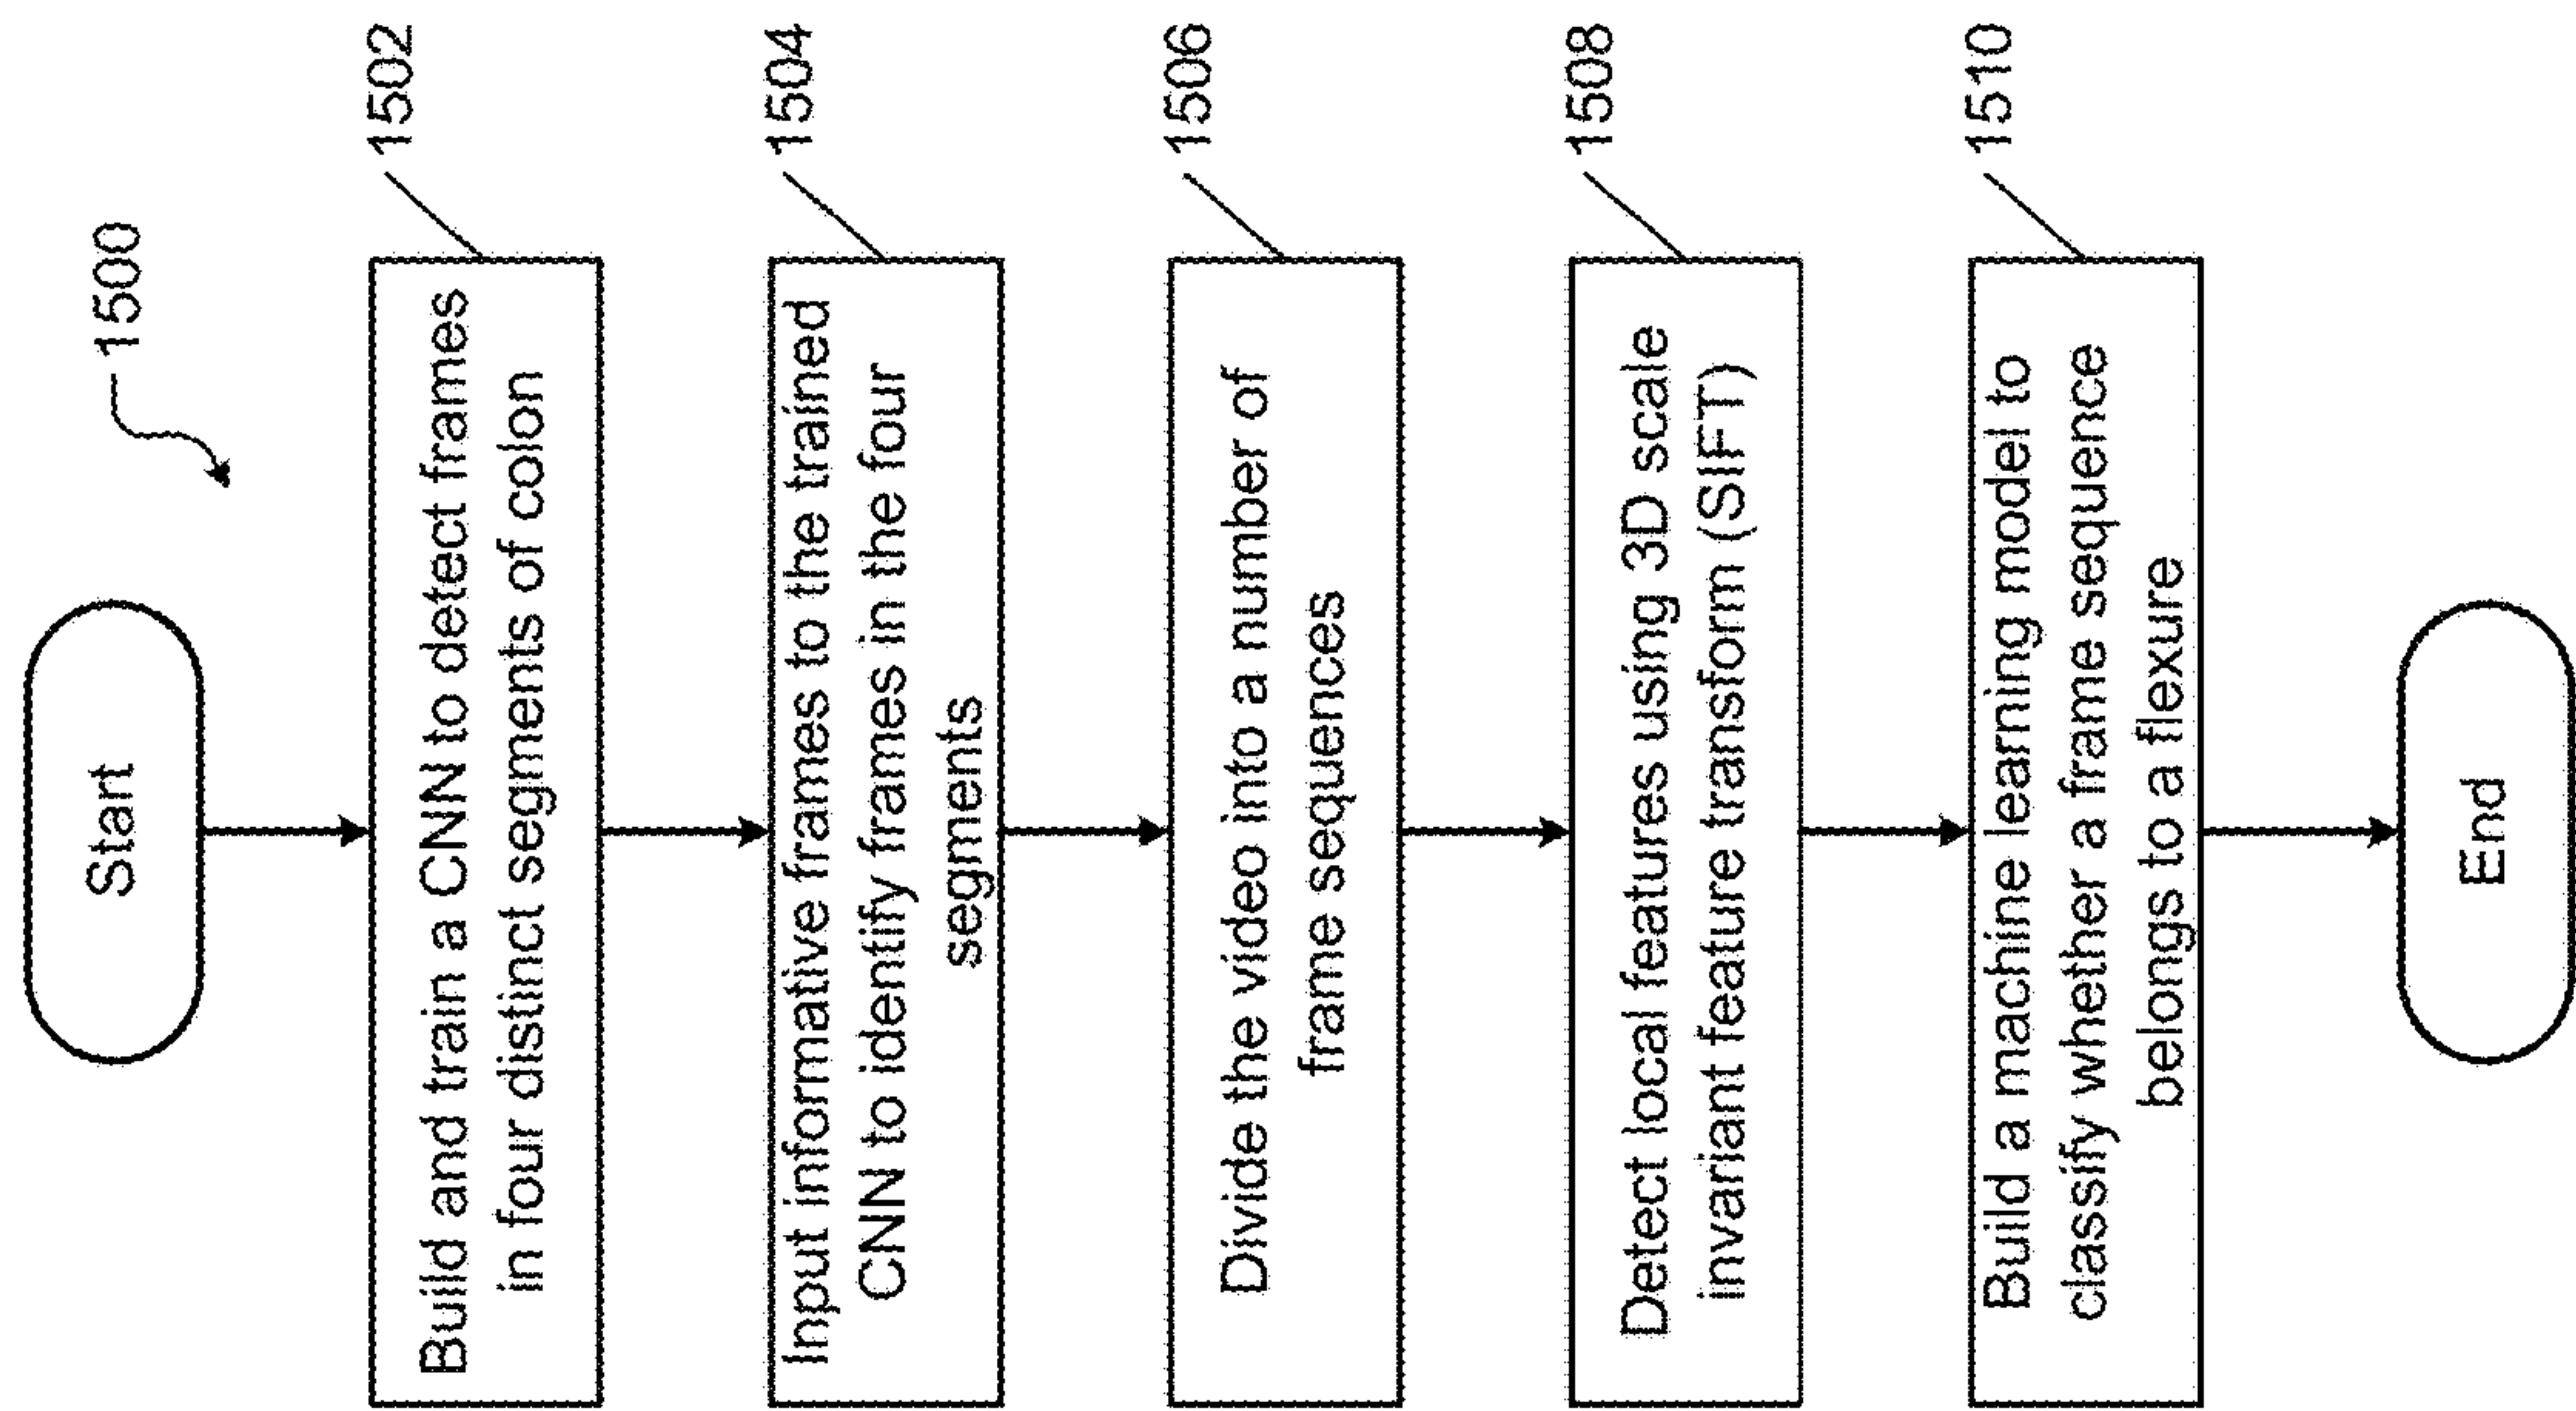 1500
Start
1502
Build and train a CNN to detect frames
in four distinct segments of colon
1504
Input informative frames to the trained
CNN to identify frames in the four
segments
1506
Divide the video into a number of
frame sequences
1508
Detect local features using 3D scale
invariant feature transform (SIFT)
1510
Build a machine learning model to
classify whether a frame sequence
belongs to a flexure
End